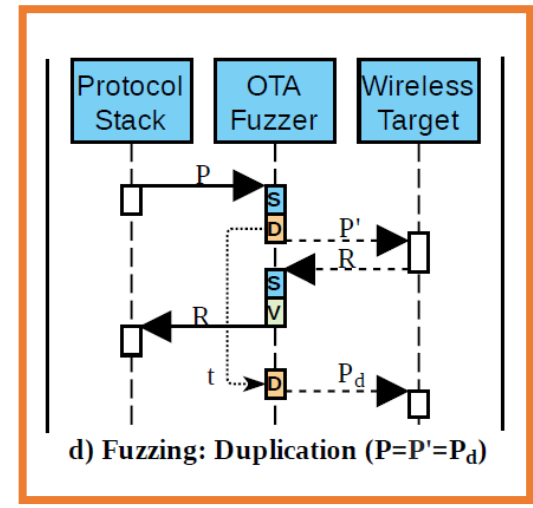 Protocol
Stack
OTA
Fuzzer
Wireless
Target
P
S
D
P'
R
S
V
R
t
D
Pd
d) Fuzzing: Duplication (P=P'=Pd)